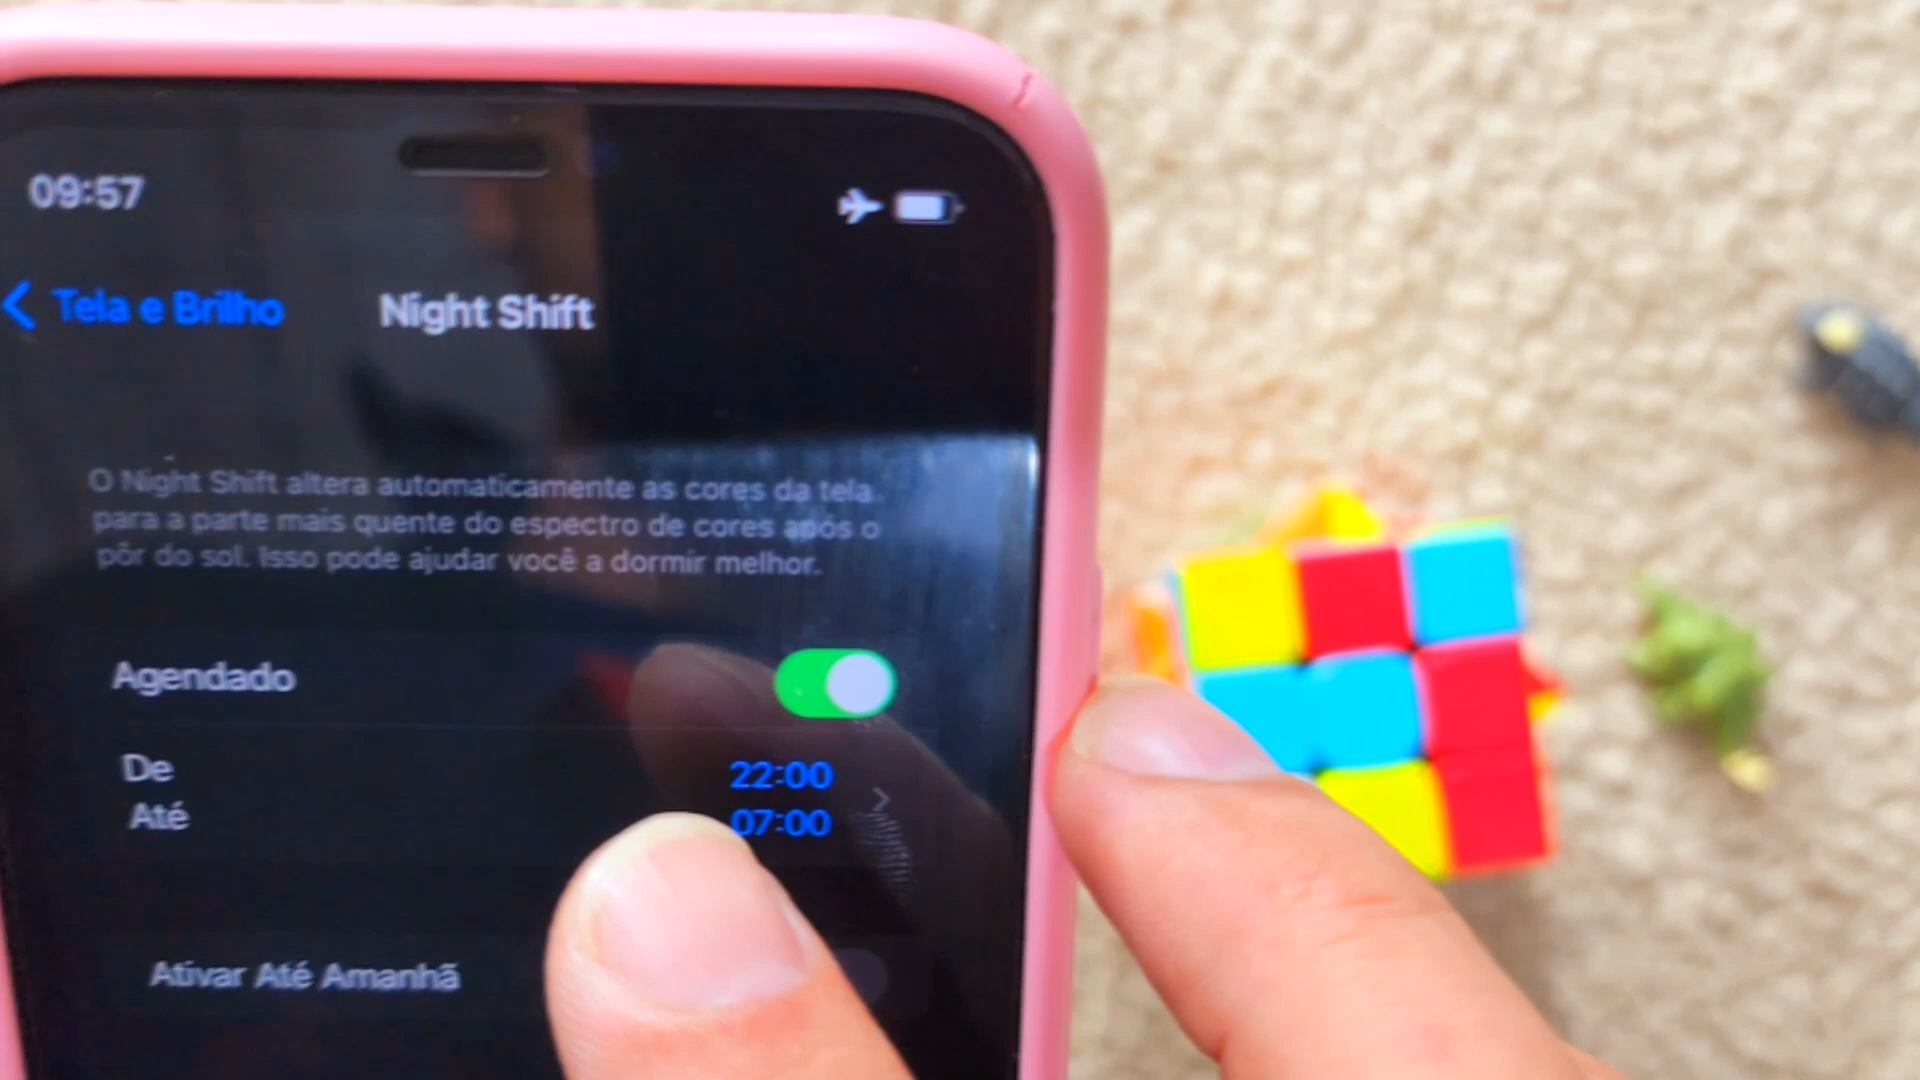 09:57
Tela e Brilho
Night Shift
O Night Shift altera automaticamente as cores da tela
para a parte mais quente do espectro de cores após o
pôr do sol. Isso pode ajudar você a dormir melhor.
Agendado
De 22:00
Até 07:00
Ativar Até Amanhã